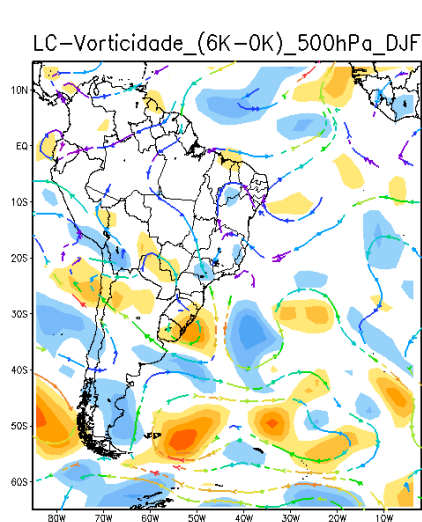 LC-Vorticidade_(6K-0K)_500hPa_DJF
10N
EQ
10S
20S
30S
40S
50S
60S
80W 70W 60W 50W 40W 30W 20W 10W